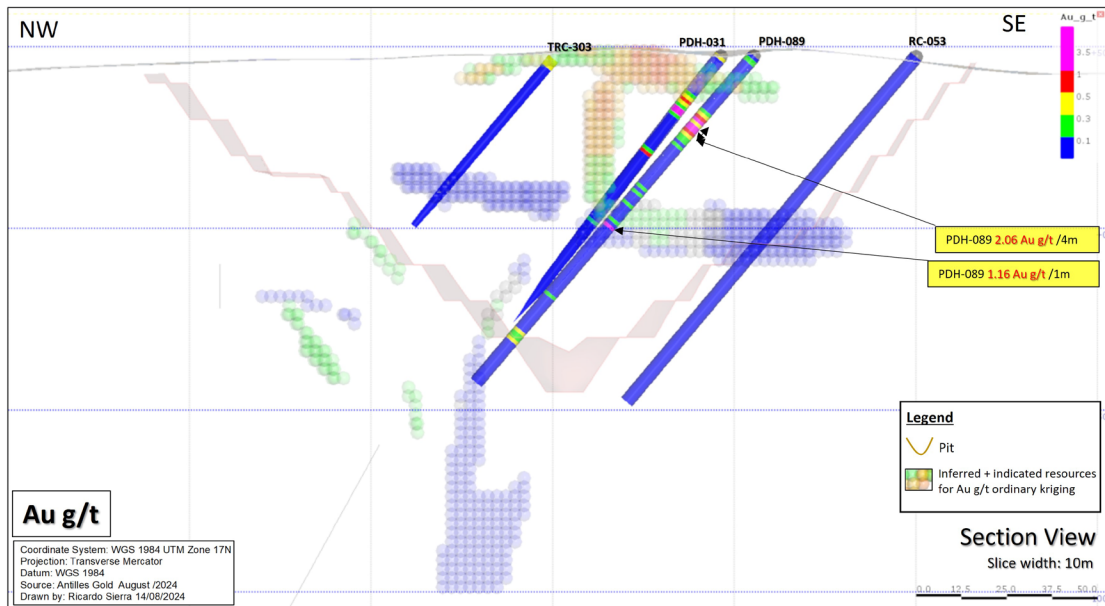 NW
SE
Au_g_t
TRC-303
PDH-031
PDH-089
RC-053
3.5
1
0.5
0.3
0.1
PDH-089 2.06 Au g/t /4m
PDH-089 1.16 Au g/t /1m
Legend
Pit
Inferred + indicated resources
for Au g/t ordinary kriging
Au g/t
Coordinate System: WGS 1984 UTM Zone 17N
Projection: Transverse Mercator
Datum: WGS 1984
Source: Antilles Gold August /2024
Drawn by: Ricardo Sierra 14/08/2024
Section View
Slice width: 10m
0.0 12.5 25.0 37.5 50.0